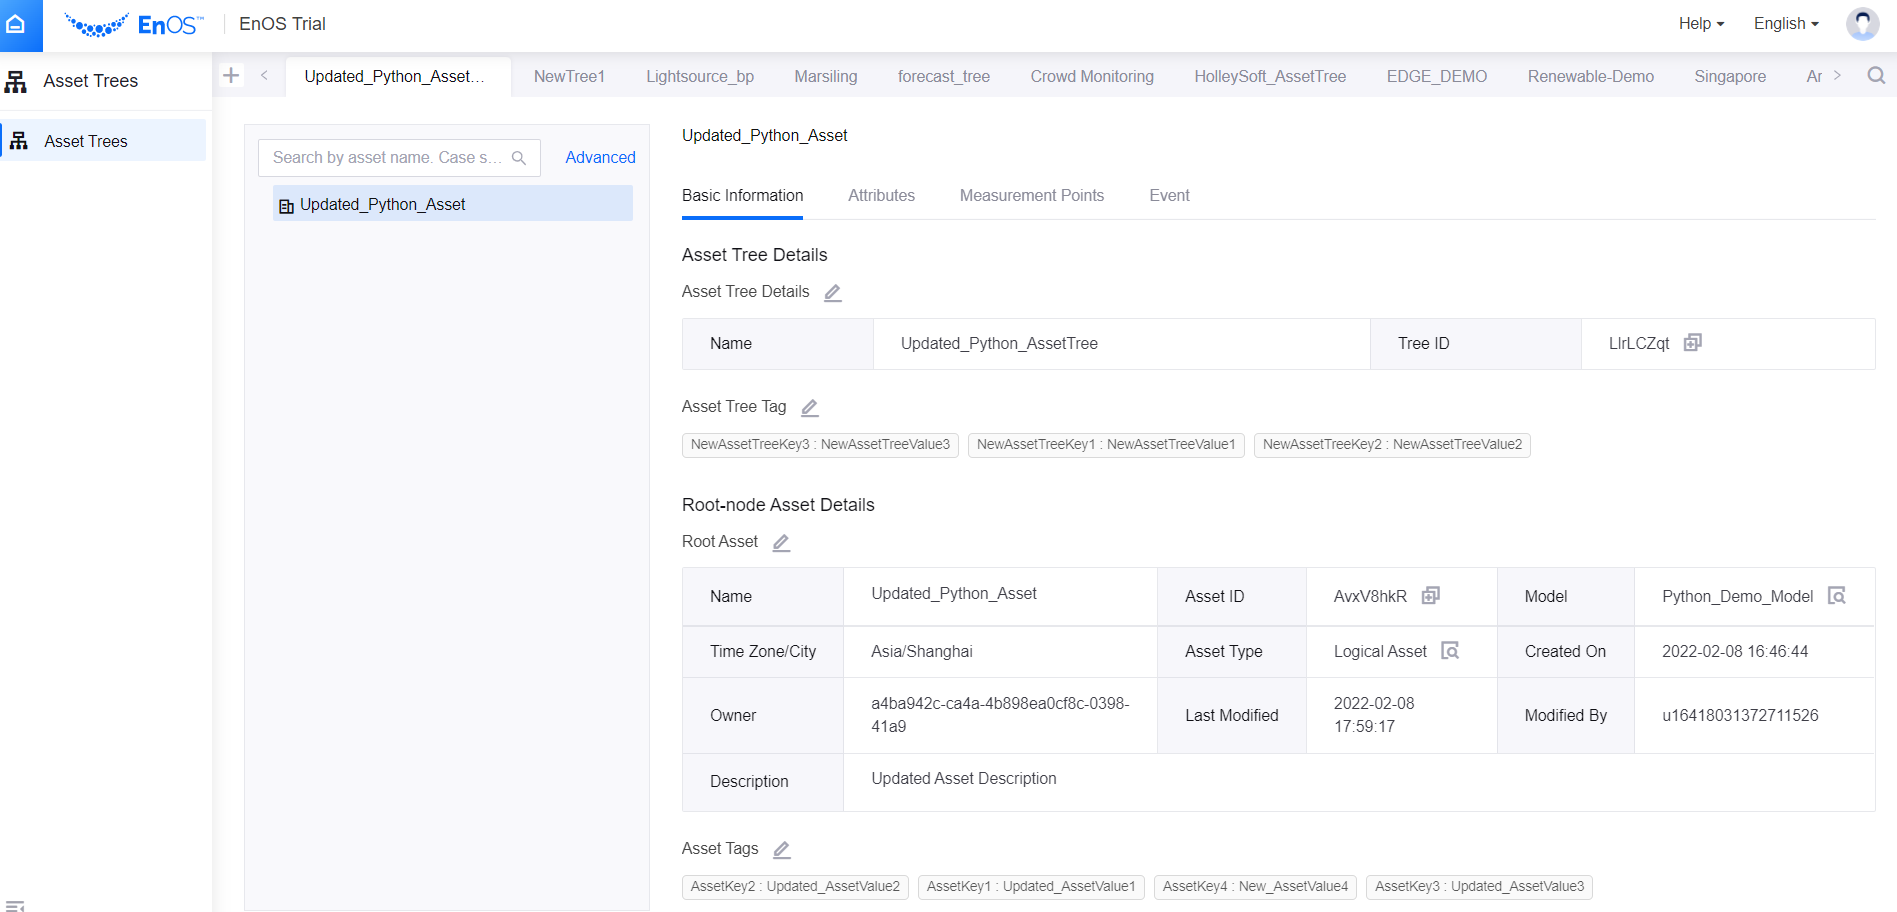 EnOS™ EnOS Trial Help English
Asset Trees
Updated_Python_Asset... NewTree1 Lightsource_bp Marsiling forecast_tree Crowd Monitoring HolleySoft_AssetTree EDGE_DEMO Renewable-Demo Singapore Ar
Asset Trees
Search by asset name. Case s... Advanced
Updated_Python_Asset
Updated_Python_Asset
Basic Information Attributes Measurement Points Event
Asset Tree Details
Asset Tree Details
Name Updated_Python_AssetTree Tree ID LlrLCZqt
Asset Tree Tag
NewAssetTreeKey3 : NewAssetTreeValue3 NewAssetTreeKey1 : NewAssetTreeValue1 NewAssetTreeKey2 : NewAssetTreeValue2
Root-node Asset Details
Root Asset
Name Updated_Python_Asset Asset ID AvxV8hkR Model Python_Demo_Model
Time Zone/City Asia/Shanghai Asset Type Logical Asset Created On 2022-02-08 16:46:44
Owner a4ba942c-ca4a-4b898ea0cf8c-0398-
41a9 Last Modified 2022-02-08
17:59:17 Modified By u16418031372711526
Description Updated Asset Description
Asset Tags
AssetKey2 : Updated_AssetValue2 AssetKey1 : Updated_AssetValue1 AssetKey4 : New_AssetValue4 AssetKey3 : Updated_AssetValue3